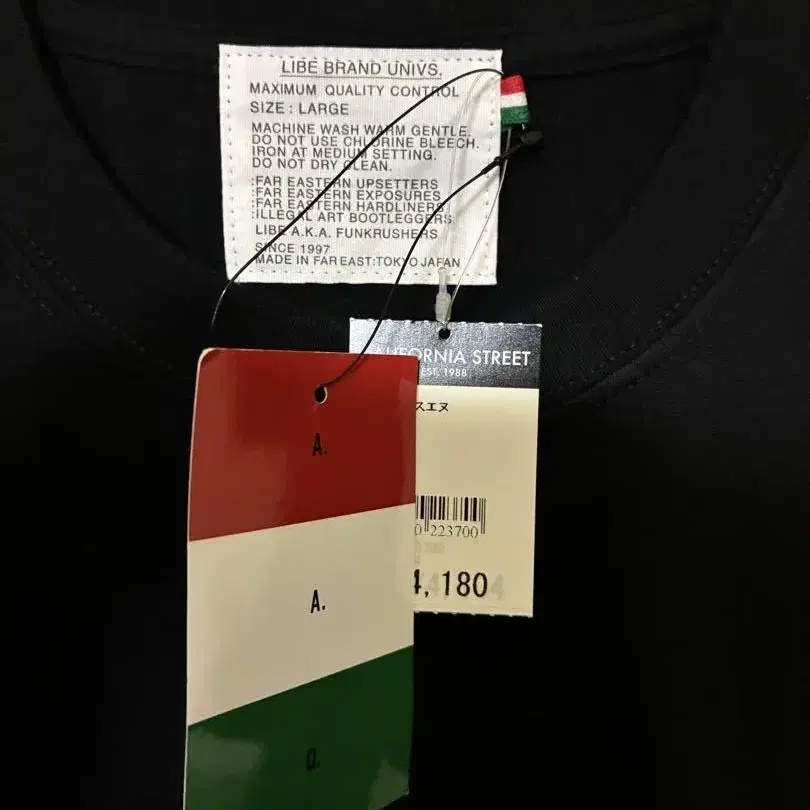 LIBE BRAND UNIVS.
MAXIMUM QUALITY CONTROL
SIZE : LARGE
MACHINE WASH WARM GENTLE.
DO NOT USE CHLORINE BLEECH.
IRON AT MEDIUM SETTING.
DO NOT DRY CLEAN.
:FAR EASTERN UPSETTERS
:FAR EASTERN EXPOSURES
:FAR EASTERN HARDLINERS
:ILLEGAL ART BOOTLEGGERS
LIBE A.K.A. FUNKRUSHERS
SINCE 1997
MADE IN FAR EAST:TOKYO JAPAN
CALIFORNIA STREET
EST. 1988
スエヌ
0 223700
4,180
A.
A.
Q.